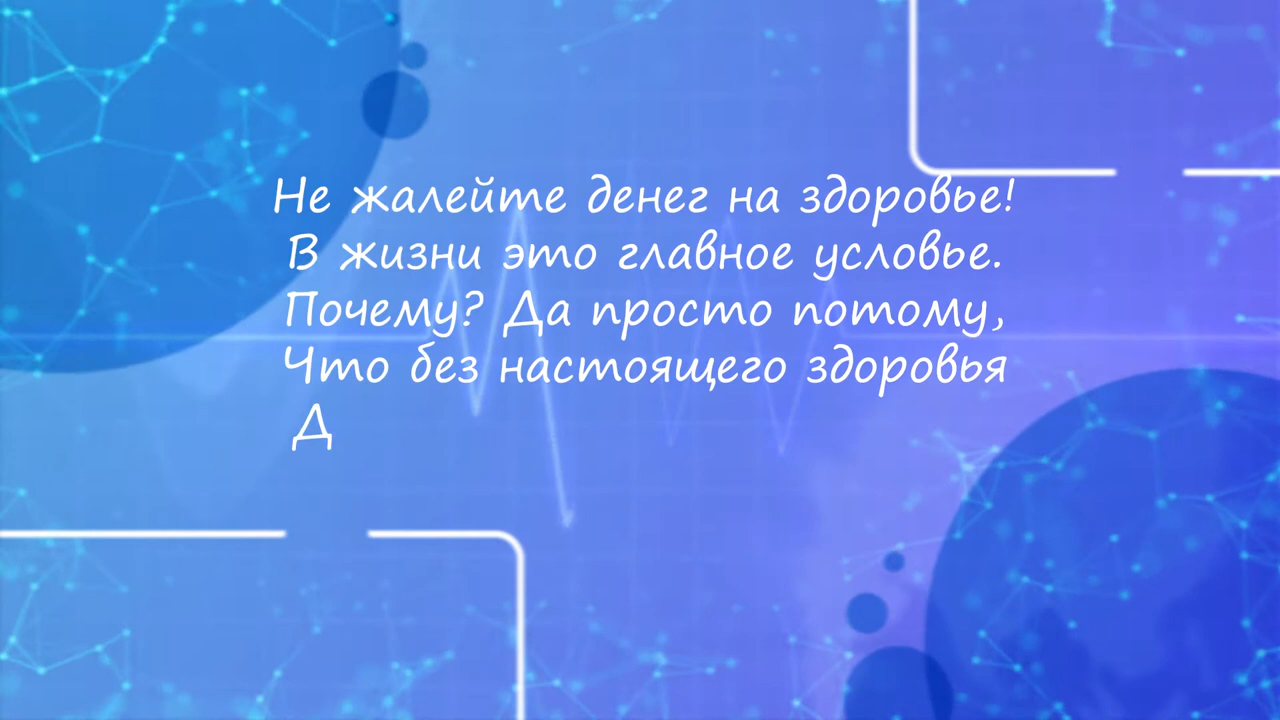 Не жалейте денег на здоровье!
В жизни это главное условье.
Почему? Да просто потому,
Что без настоящего здоровья
Д